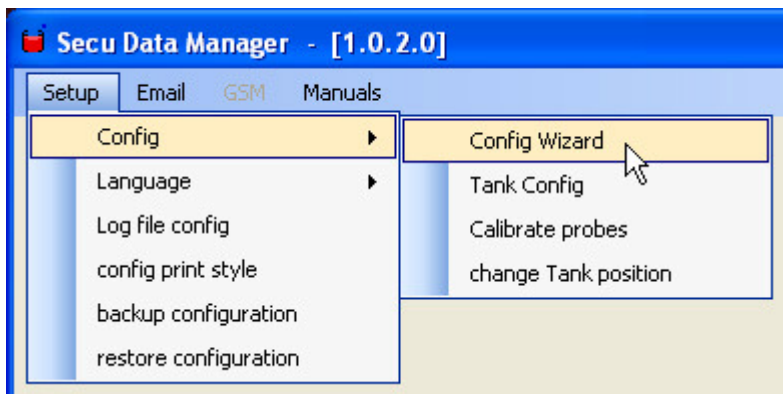 Secu Data Manager - [1.0.2.0]
Setup Email GSM Manuals
Config
Language
Log file config
config print style
backup configuration
restore configuration
Config Wizard
Tank Config
Calibrate probes
change Tank position